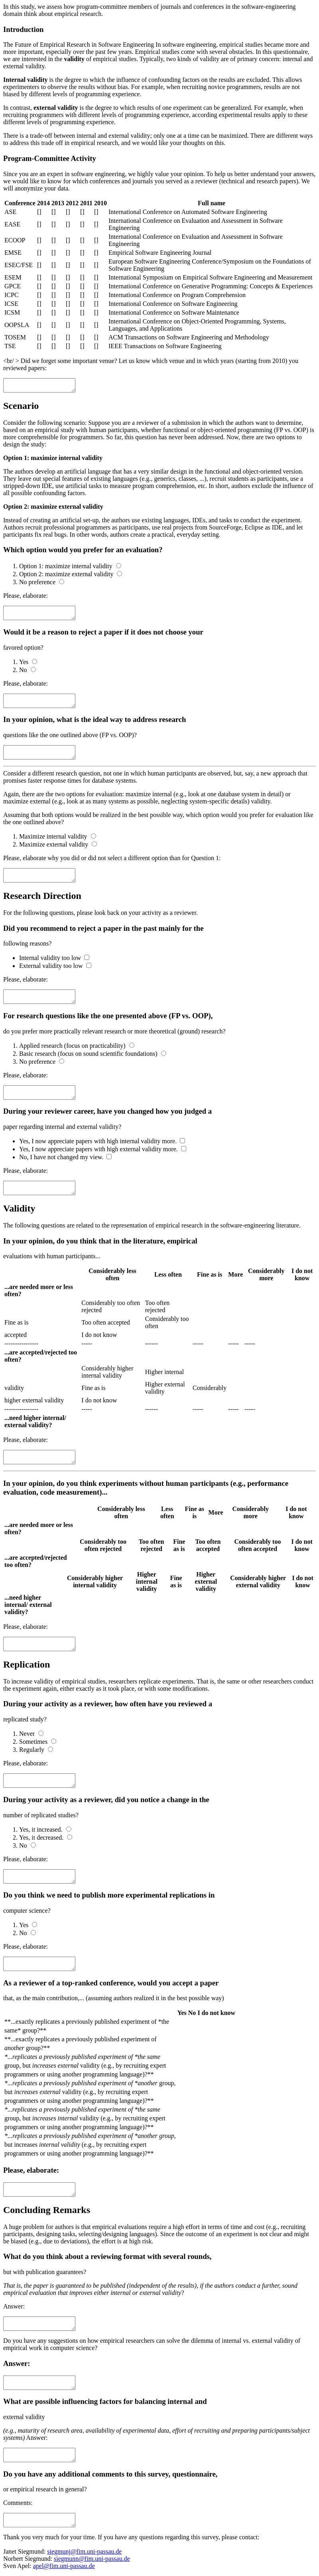 In this study, we assess how program-committee members of journals and conferences in the software-engineering
domain think about empirical research.
Introduction
The Future of Empirical Research in Software Engineering In software engineering, empirical studies became more and
more important, especially over the past few years. Empirical studies come with several obstacles. In this questionnaire,
we are interested in the validity of empirical studies. Typically, two kinds of validity are of primary concern: internal and
external validity.
Internal validity is the degree to which the influence of confounding factors on the results are excluded. This allows
experimenters to observe the results without bias. For example, when recruiting novice programmers, results are not
biased by different levels of programming experience.
In contrast, external validity is the degree to which results of one experiment can be generalized. For example, when
recruiting programmers with different levels of programming experience, according experimental results apply to these
different levels of programming experience.
There is a trade-off between internal and external validity; only one at a time can be maximized. There are different ways
to address this trade off in empirical research, and we would like your thoughts on this.
Program-Committee Activity
Since you are an expert in software engineering, we highly value your opinion. To help us to better understand your answers,
we would like to know for which conferences and journals you served as reviewer (technical and research papers). We
will anonymize your data.
Conference 2014 2013 2012 2011 2010 Full name
ASE [] [] [] [] [] International Conference on Automated Software Engineering
EASE [] [] [] [] [] International Conference on Evaluation and Assessment in Software
Engineering
ECOOP [] [] [] [] [] International Conference on Evaluation and Assessment in Software
Engineering
EMSE [] [] [] [] [] Empirical Software Engineering Journal
ESEC/FSE [] [] [] [] [] European Software Engineering Conference/Symposium on the Foundations of
Software Engineering
ESEM [] [] [] [] [] International Symposium on Empirical Software Engineering and Measurement
GPCE [] [] [] [] [] International Conference on Generative Programming: Concepts & Experiences
ICPC [] [] [] [] [] International Conference on Program Comprehension
ICSE [] [] [] [] [] International Conference on Software Engineering
ICSM [] [] [] [] [] International Conference on Software Maintenance
OOPSLA [] [] [] [] [] International Conference on Object-Oriented Programming, Systems,
Languages, and Applications
TOSEM [] [] [] [] [] ACM Transactions on Software Engineering and Methodology
TSE [] [] [] [] [] IEEE Transactions on Software Engineering
<br/ > Did we forget some important venue? Let us know which venue and in which years (starting from 2010) you
reviewed papers:
Scenario
Consider the following scenario: Suppose you are a reviewer of a submission in which the authors want to determine,
based on an empirical study with human participants, whether functional or object-oriented programming (FP vs. OOP) is
more comprehensible for programmers. So far, this question has never been addressed. Now, there are two options to
design the study:
Option 1: maximize internal validity
The authors develop an artificial language that has a very similar design in the functional and object-oriented version.
They leave out special features of existing languages (e.g., generics, classes, ...), recruit students as participants, use a
stripped-down IDE, use artificial tasks to measure program comprehension, etc. In short, authors exclude the influence of
all possible confounding factors.
Option 2: maximize external validity
Instead of creating an artificial set-up, the authors use existing languages, IDEs, and tasks to conduct the experiment.
Authors recruit professional programmers as participants, use real projects from SourceForge, Eclipse as IDE, and let
participants fix real bugs. In other words, authors create a practical, everyday setting.
Which option would you prefer for an evaluation?
1. Option 1: maximize internal validity
2. Option 2: maximize external validity
3. No preference
Please, elaborate:
Would it be a reason to reject a paper if it does not choose your
favored option?
1. Yes
2. No
Please, elaborate:
In your opinion, what is the ideal way to address research
questions like the one outlined above (FP vs. OOP)?
Consider a different research question, not one in which human participants are observed, but, say, a new approach that
promises faster response times for database systems.
Again, there are the two options for evaluation: maximize internal (e.g., look at one database system in detail) or
maximize external (e.g., look at as many systems as possible, neglecting system-specific details) validity.
Assuming that both options would be realized in the best possible way, which option would you prefer for evaluation like
the one outlined above?
1. Maximize internal validity
2. Maximize external validity
Please, elaborate why you did or did not select a different option than for Question 1:
Research Direction
For the following questions, please look back on your activity as a reviewer.
Did you recommend to reject a paper in the past mainly for the
following reasons?
• Internal validity too low
• External validity too low
Please, elaborate:
For research questions like the one presented above (FP vs. OOP),
do you prefer more practically relevant research or more theoretical (ground) research?
1. Applied research (focus on practicability)
2. Basic research (focus on sound scientific foundations)
3. No preference
Please, elaborate:
During your reviewer career, have you changed how you judged a
paper regarding internal and external validity?
• Yes, I now appreciate papers with high internal validity more.
• Yes, I now appreciate papers with high external validity more.
• No, I have not changed my view.
Please, elaborate:
Validity
The following questions are related to the representation of empirical research in the software-engineering literature.
In your opinion, do you think that in the literature, empirical
evaluations with human participants...
Considerably less often Less often Fine as is More Considerably more I do not know
...are needed more or less often?
Considerably too often rejected Too often rejected
Fine as is Too often accepted Considerably too often
accepted I do not know
---------------- ----- ------ ----- ----- -----
...are accepted/rejected too often?
Considerably higher internal validity Higher internal
validity Fine as is Higher external validity Considerably
higher external validity I do not know
---------------- ----- ------ ----- ----- -----
...need higher internal/ external validity?
Please, elaborate:
In your opinion, do you think experiments without human participants (e.g., performance
evaluation, code measurement)...
Considerably less often Less often Fine as is More Considerably more I do not know
...are needed more or less often?
Considerably too often rejected Too often rejected Fine as is Too often accepted Considerably too often accepted I do not know
...are accepted/rejected too often?
Considerably higher internal validity Higher internal validity Fine as is Higher external validity Considerably higher external validity I do not know
...need higher internal/ external validity?
Please, elaborate:
Replication
To increase validity of empirical studies, researchers replicate experiments. That is, the same or other researchers conduct
the experiment again, either exactly as it took place, or with some modifications.
During your activity as a reviewer, how often have you reviewed a
replicated study?
1. Never
2. Sometimes
3. Regularly
Please, elaborate:
During your activity as a reviewer, did you notice a change in the
number of replicated studies?
1. Yes, it increased.
2. Yes, it decreased.
3. No
Please, elaborate:
Do you think we need to publish more experimental replications in
computer science?
1. Yes
2. No
Please, elaborate:
As a reviewer of a top-ranked conference, would you accept a paper
that, as the main contribution,... (assuming authors realized it in the best possible way)
Yes No I do not know
**...exactly replicates a previously published experiment of *the
same* group?**
**...exactly replicates a previously published experiment of
another group?**
*...replicates a previously published experiment of *the same
group, but increases external validity (e.g., by recruiting expert
programmers or using another programming language)?**
*...replicates a previously published experiment of *another group,
but increases external validity (e.g., by recruiting expert
programmers or using another programming language)?**
*...replicates a previously published experiment of *the same
group, but increases internal validity (e.g., by recruiting expert
programmers or using another programming language)?**
*...replicates a previously published experiment of *another group,
but increases internal validity (e.g., by recruiting expert
programmers or using another programming language)?**
Please, elaborate:
Concluding Remarks
A huge problem for authors is that empirical evaluations require a high effort in terms of time and cost (e.g., recruiting
participants, designing tasks, selecting/designing languages). Since the outcome of an experiment is not clear and might
be biased (e.g., due to deviations), the effort is at high risk.
What do you think about a reviewing format with several rounds,
but with publication guarantees?
That is, the paper is guaranteed to be published (independent of the results), if the authors conduct a further, sound
empirical evaluation that improves either internal or external validity?
Answer:
Do you have any suggestions on how empirical researchers can solve the dilemma of internal vs. external validity of
empirical work in computer science?
Answer:
What are possible influencing factors for balancing internal and
external validity
(e.g., maturity of research area, availability of experimental data, effort of recruiting and preparing participants/subject
systems) Answer:
Do you have any additional comments to this survey, questionnaire,
or empirical research in general?
Comments:
Thank you very much for your time. If you have any questions regarding this survey, please contact:
Janet Siegmund: siegmunj@fim.uni-passau.de
Norbert Siegmund: siegmunn@fim.uni-passau.de
Sven Apel: apel@fim.uni-passau.de